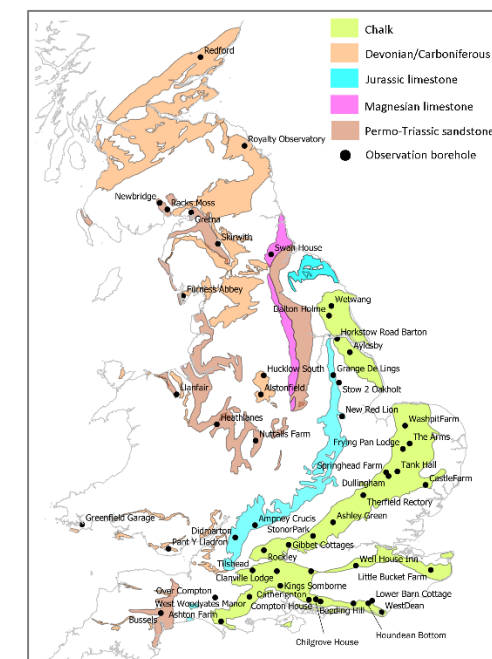 Chalk
Devonian/Carboniferous
Jurassic limestone
Magnesian limestone
Permo-Triassic sandstone
Observation borehole
Redford
Royalty Observatory
Newbridge
Racks Moss
Gretna
Skirwith
Swan House
Furness Abbey
Wetwang
Dalton Holme
Horkstow Road Barton
Aylesby
Hucklow South
Grange De Lings
Llanfair
Alstonfield
Stow 2 Oakholt
Heathlanes
New Red Lion
WashpitFarm
Nuttalls Farm
Frying Pan Lodge
The Arms
Springhead Farm
Tank Hall
Dullingham
CastleFarm
Therfield Rectory
Greenfield Garage
Ampney Crucis
Ashley Green
Didmarton
StonorPark
Pant Y Lladron
Gibbet Cottages
Rockley
Well House Inn
Tilshead
Clanville Lodge
Little Bucket Farm
Kings Somborne
Over Compton
Catherington
Lower Barn Cottage
West Woodyates Manor
Compton House
Beeding Hill
WestDean
Bussels
Ashton Farm
Houndean Bottom
Chilgrove House